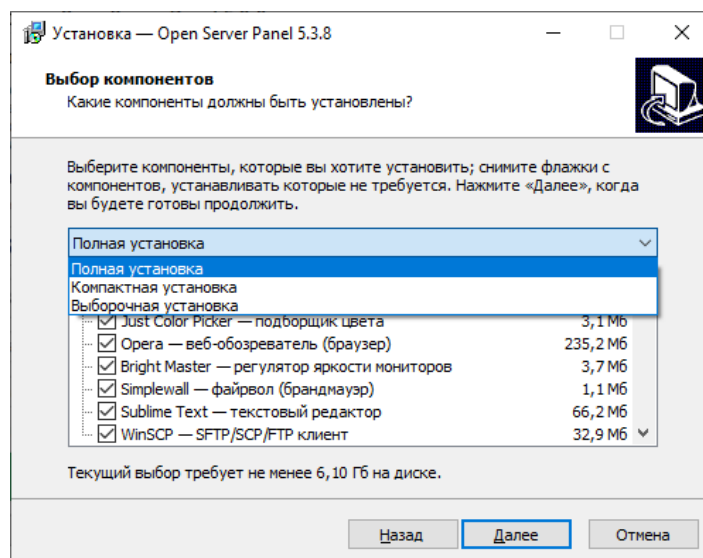 Установка — Open Server Panel 5.3.8
Выбор компонентов
Какие компоненты должны быть установлены?
Выберите компоненты, которые вы хотите установить; снимите флажки с
компонентов, устанавливать которые не требуется. Нажмите «Далее», когда
вы будете готовы продолжить.
Полная установка
Полная установка
Компактная установка
Выборочная установка
Just Color Picker — подборщик цвета 3,1 Мб
Opera — веб-обозреватель (браузер) 235,2 Мб
Bright Master — регулятор яркости мониторов 3,7 Мб
Simplewall — файрвол (брандмауэр) 1,1 Мб
Sublime Text — текстовый редактор 66,2 Мб
WinSCP — SFTP/SCP/FTP клиент 32,9 Мб
Текущий выбор требует не менее 6,10 Гб на диске.
Назад Далее Отмена